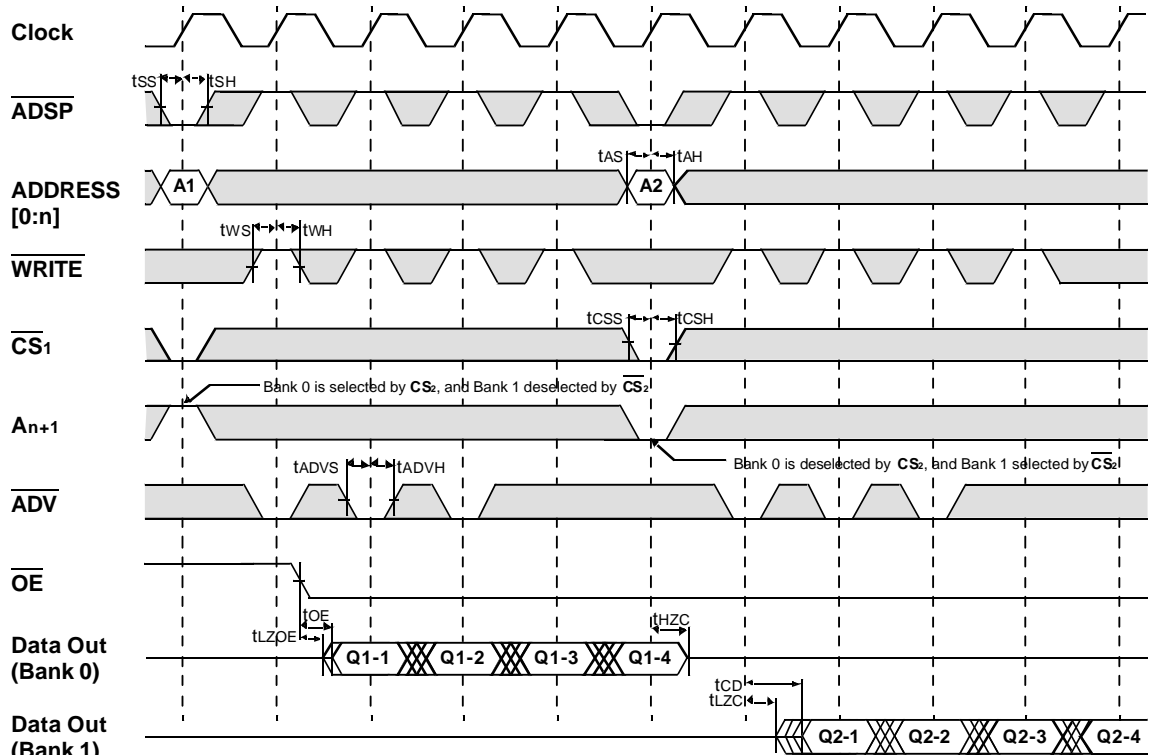 Clock
tSS tSH
ADSP
tAS tAH
ADDRESS
[0:n]
A1 A2
tWS tWH
WRITE
tCSS tCSH
CS1
Bank 0 is selected by CS2, and Bank 1 deselected by CS2
An+1
Bank 0 is deselected by CS2, and Bank 1 selected by CS2
tADVS tADVH
ADV
OE
tOE
tLZOE
tHZC
Data Out
(Bank 0)
Q1-1 Q1-2 Q1-3 Q1-4
tCD
tLZC
Data Out
(Bank 1)
Q2-1 Q2-2 Q2-3 Q2-4